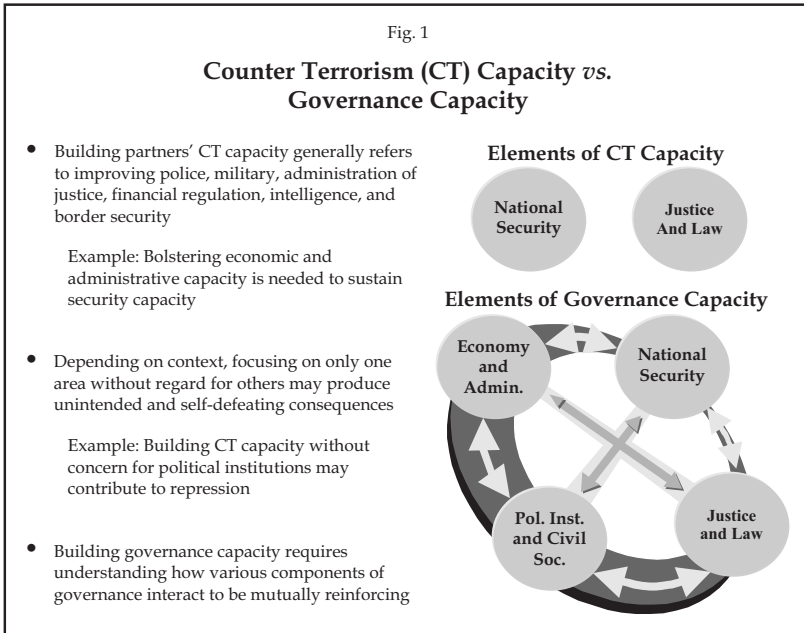 Fig. 1
Counter Terrorism (CT) Capacity vs.
Governance Capacity
• Building partners’ CT capacity generally refers
to improving police, military, administration of
justice, financial regulation, intelligence, and
border security
Example: Bolstering economic and
administrative capacity is needed to sustain
security capacity
• Depending on context, focusing on only one
area without regard for others may produce
unintended and self-defeating consequences
Example: Building CT capacity without
concern for political institutions may
contribute to repression
• Building governance capacity requires
understanding how various components of
governance interact to be mutually reinforcing
Elements of CT Capacity
National
Security
Justice
And Law
Elements of Governance Capacity
Economy
and
Admin.
National
Security
Pol. Inst.
and Civil
Soc.
Justice
and Law